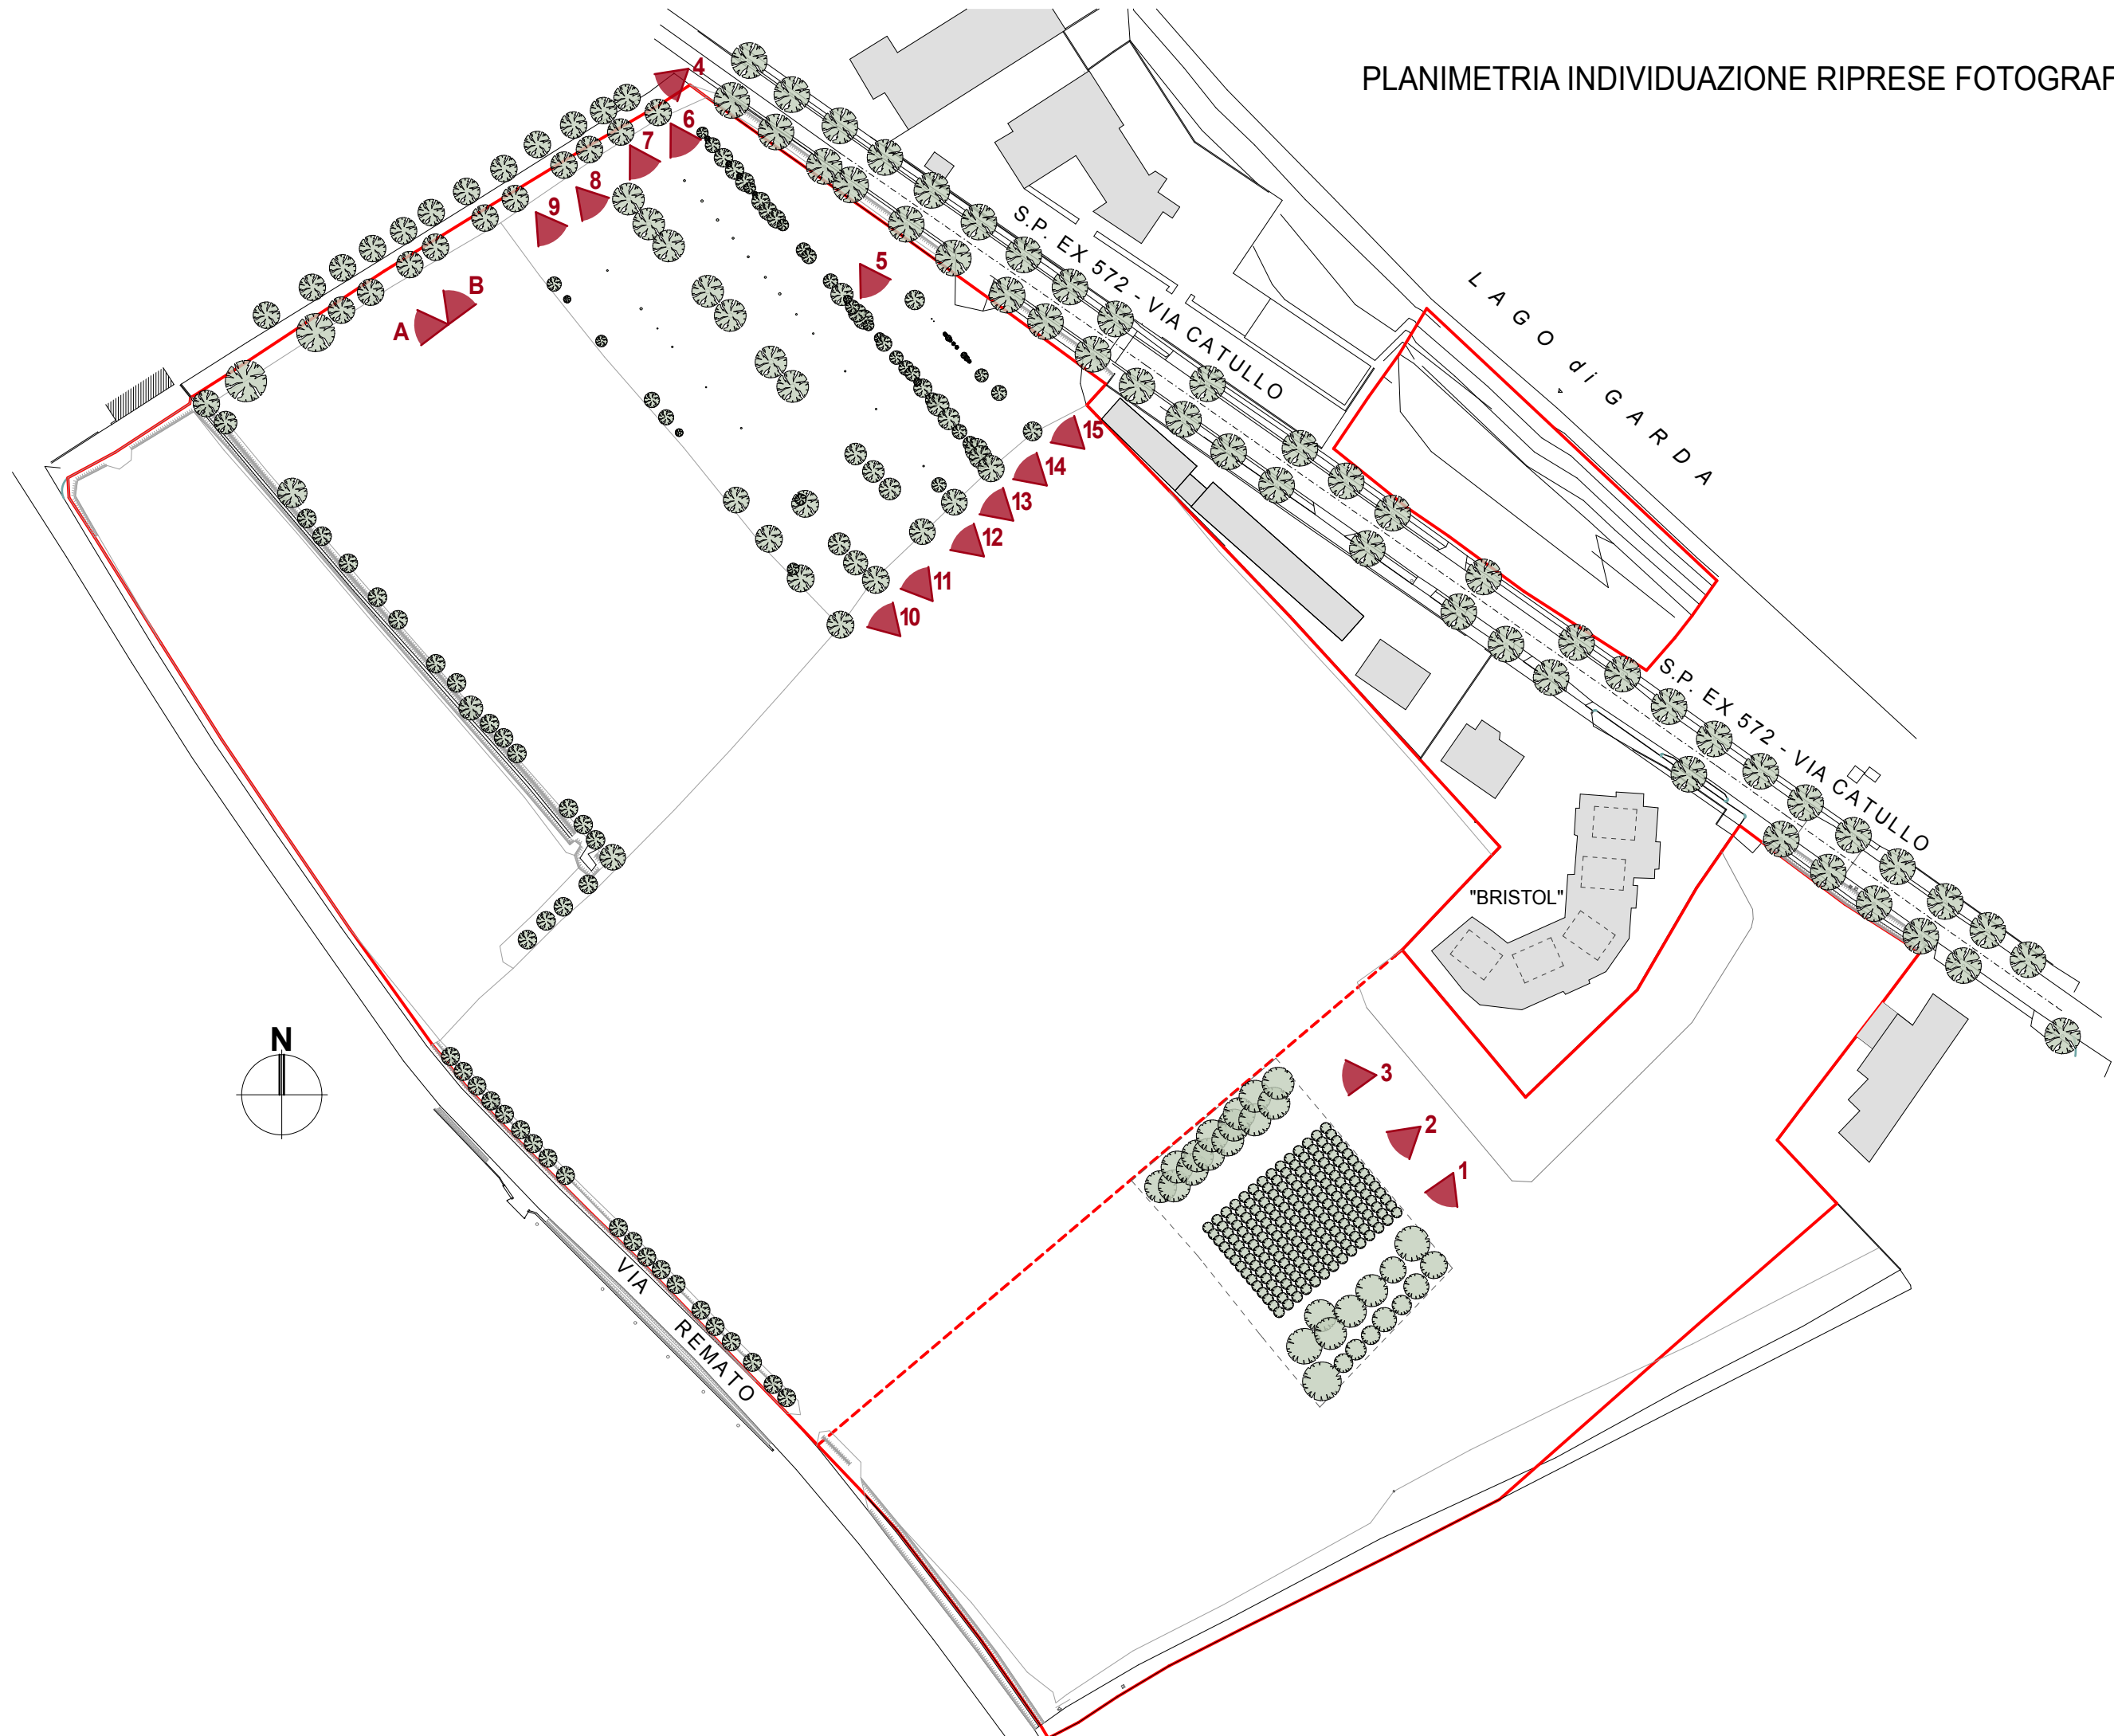 PLANIMETRIA INDIVIDUAZIONE RIPRESE FOTOGRAF
4
6
7
8
9
5
B
A
S.P. EX 572 - VIA CATULLO
LAGO di GARDA
15
14
13
12
11
10
S.P. EX 572 - VIA CATULLO
"BRISTOL"
N
3
2
1
VIA REMATO